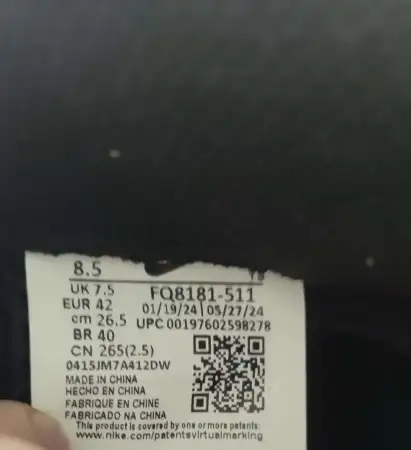 8.5
UK 7.5
EUR 42
cm 26.5
BR 40
CN 265(2.5)
FQ8181-511
01/19/24 | 05/27/24
UPC 00197602598278
0415JM7A412DW
MADE IN CHINA
HECHO EN CHINA
FABRIQUE EN CHINE
FABRICADO NA CHINA
This product is covered by one or more patents:
www.nike.com/patentsvirtualmarking